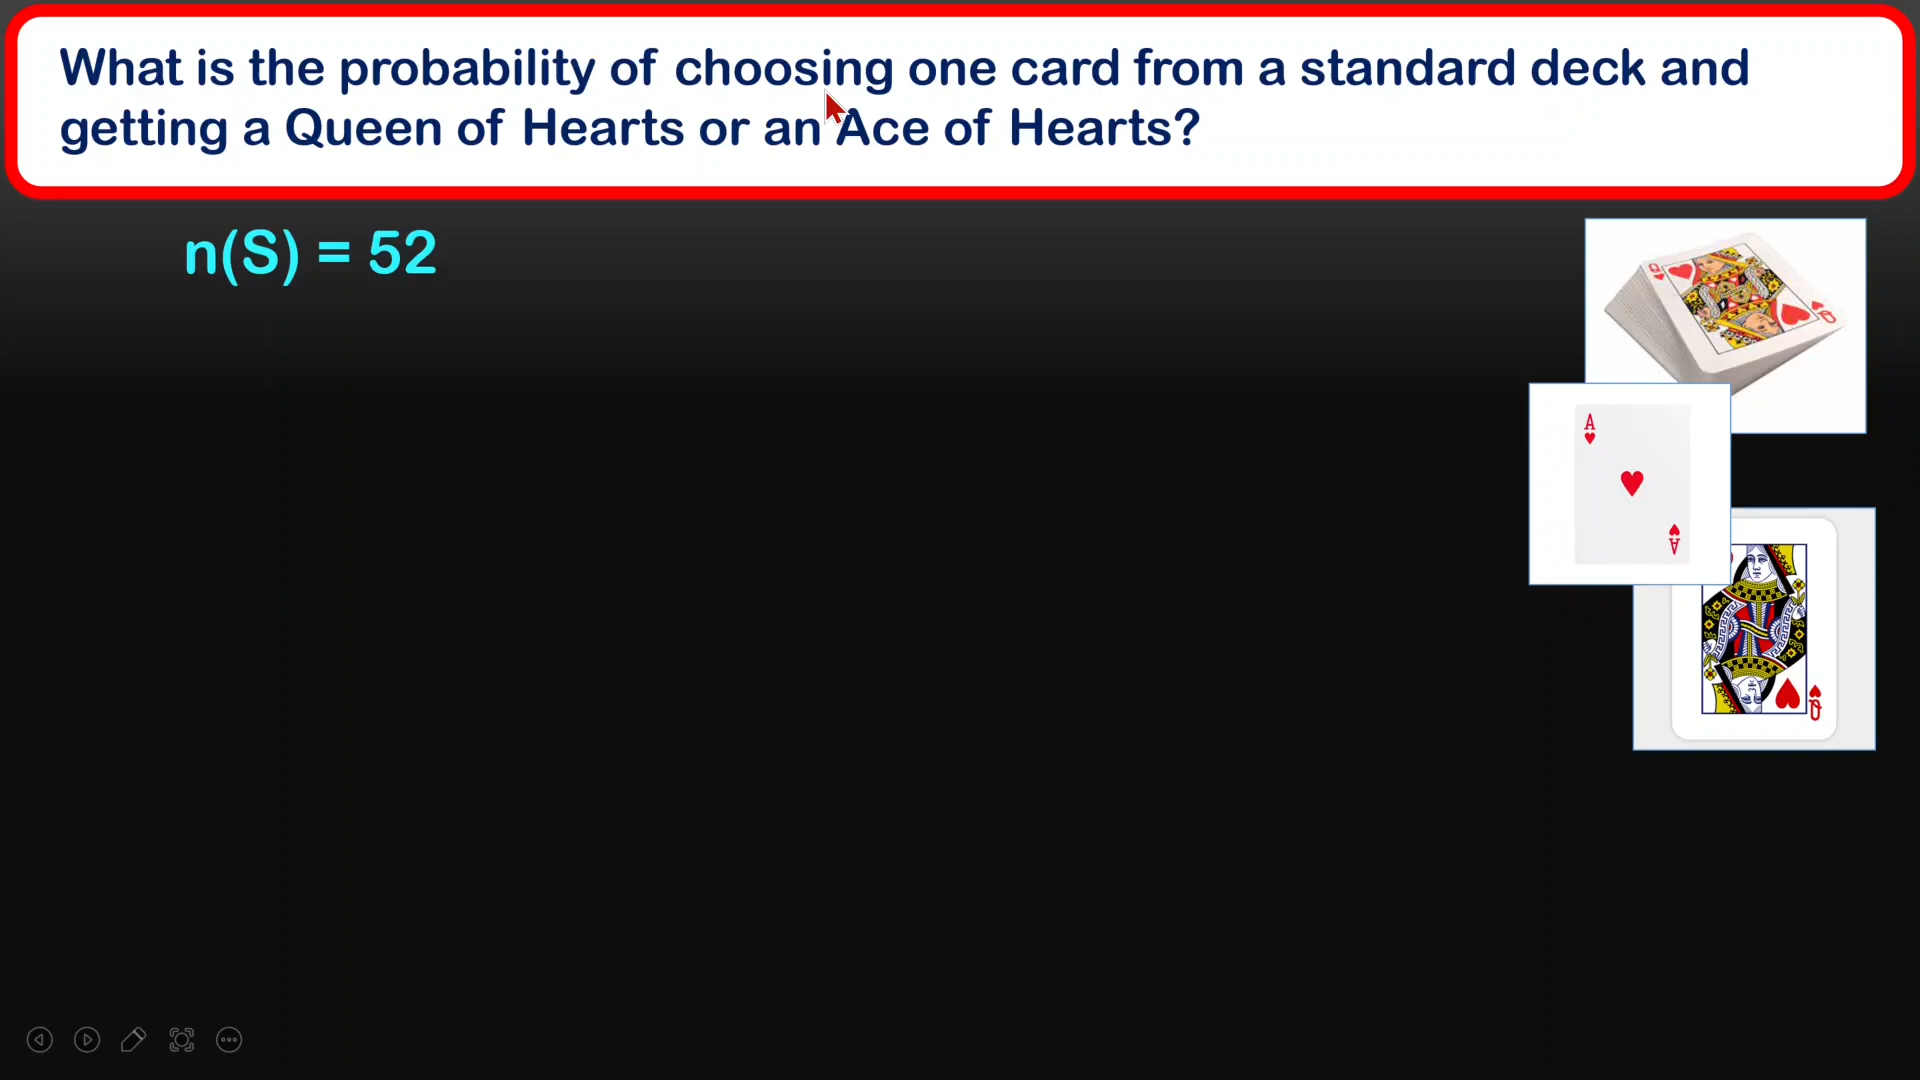 What is the probability of choosing one card from a standard deck and
getting a Queen of Hearts or an Ace of Hearts?
n(S) = 52
Q
Q
A
A
Q